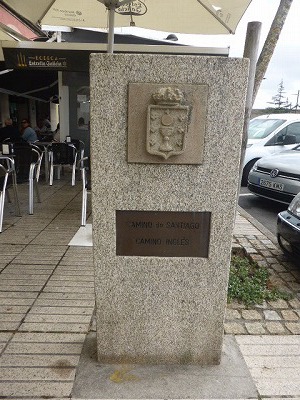 Estrella Galicia
CAMINO de SANTIAGO
CAMINO INGLÉS